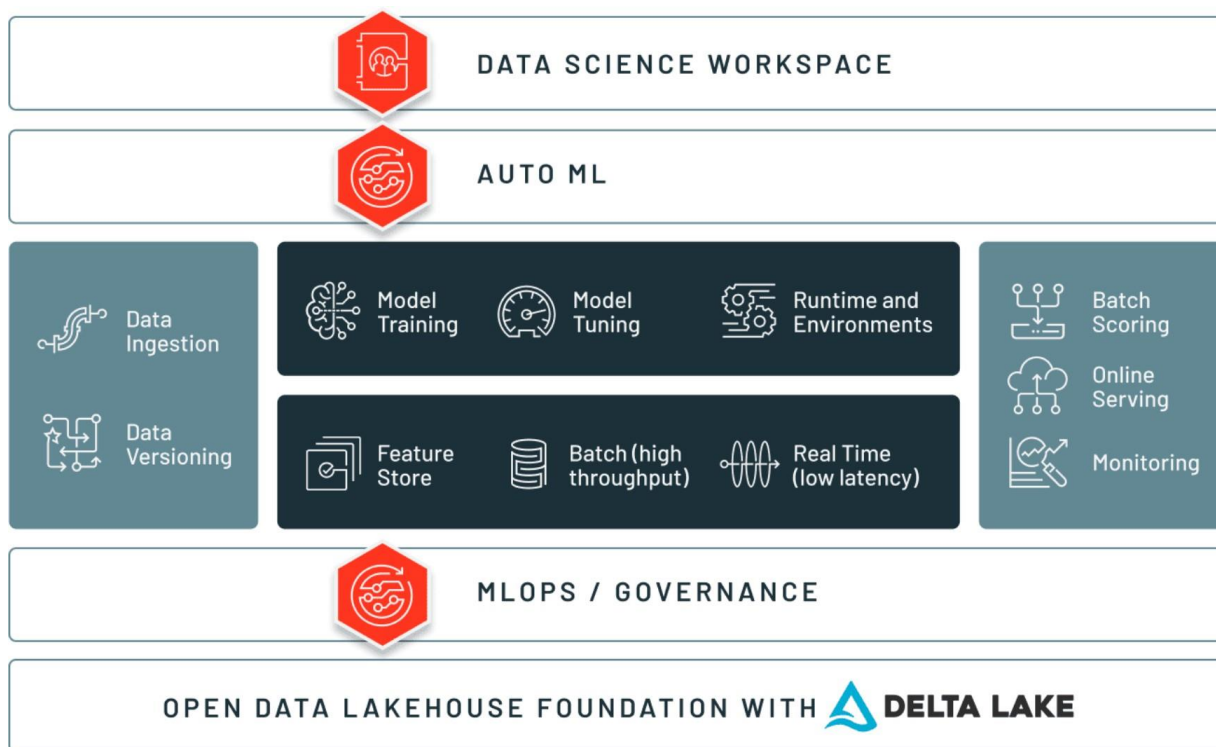 DATA SCIENCE WORKSPACE
AUTO ML
Data
Ingestion
Data
Versioning
Model
Training
Model
Tuning
Runtime and
Environments
Feature
Store
Batch (high
throughput)
Real Time
(low latency)
Batch
Scoring
Online
Serving
Monitoring
MLOPS / GOVERNANCE
OPEN DATA LAKEHOUSE FOUNDATION WITH DELTA LAKE